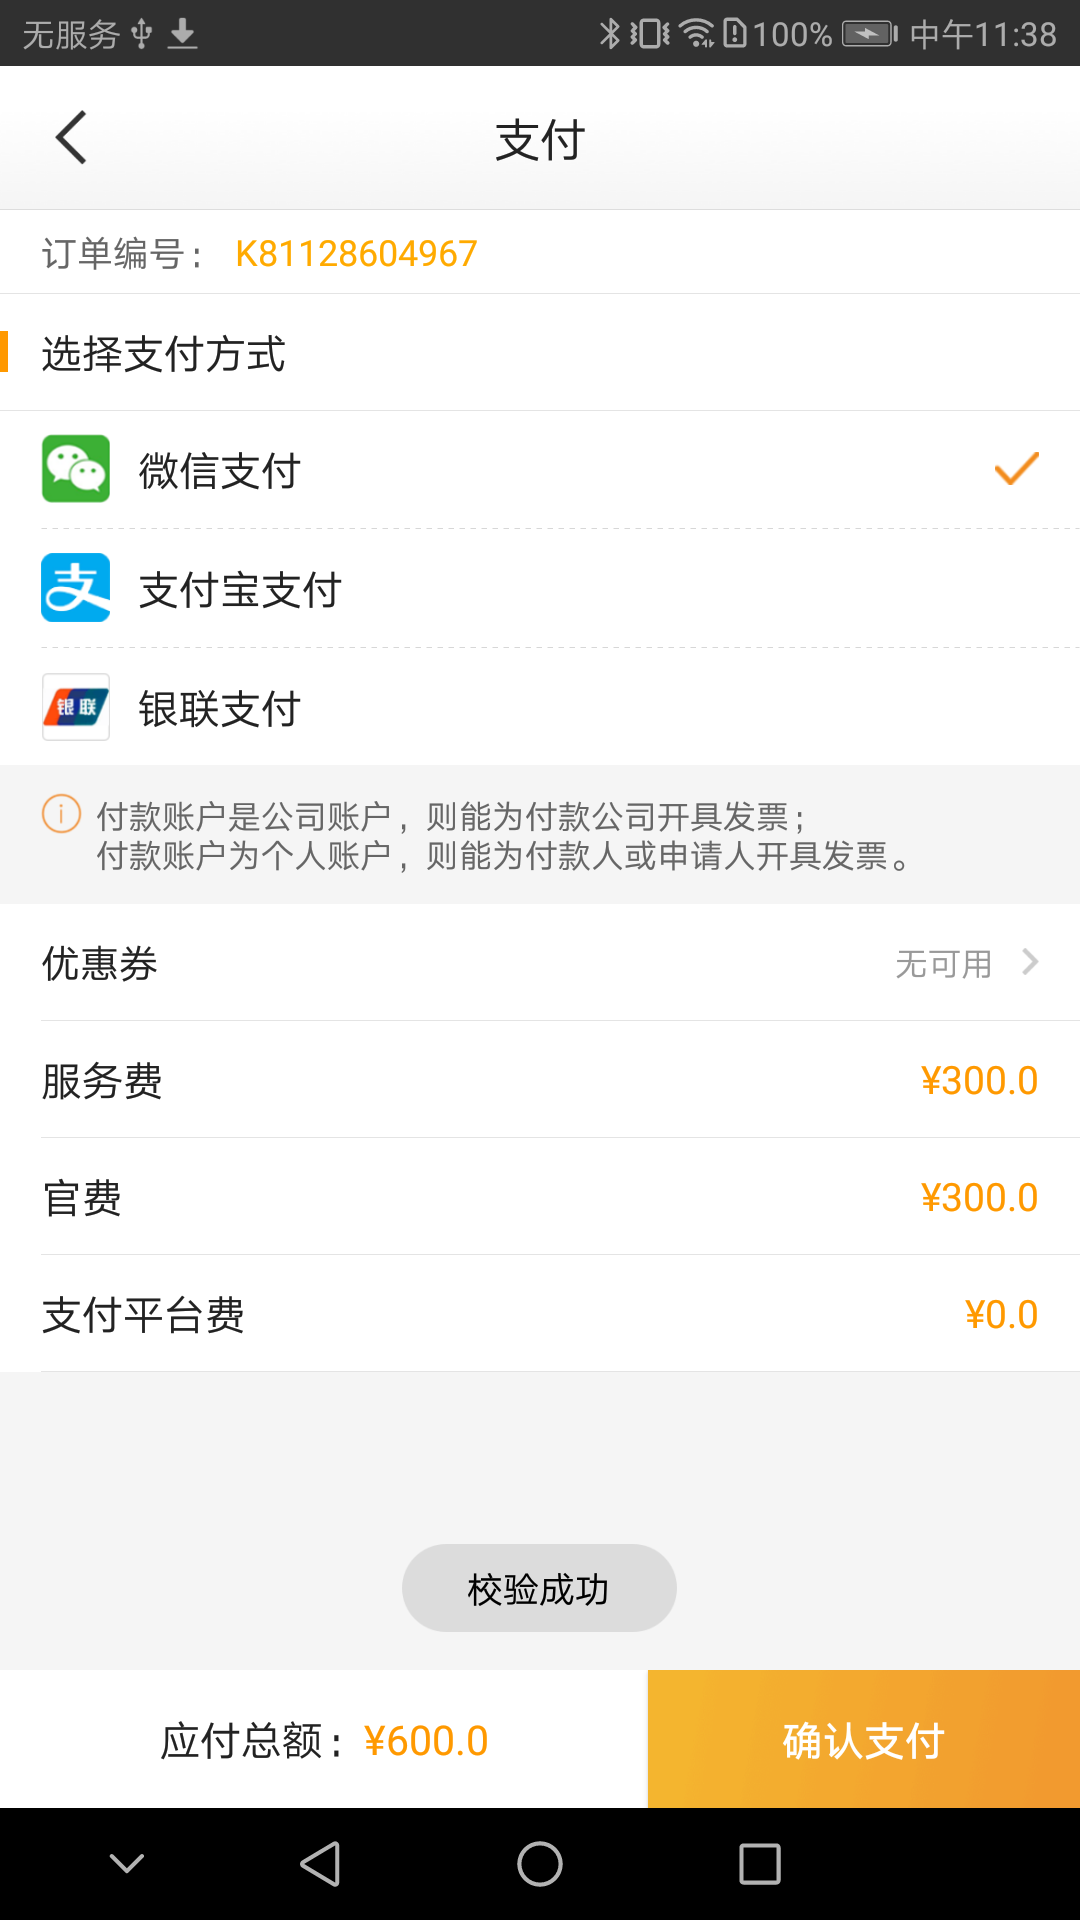 无服务 100% 中午11:38
支付
订单编号： K81128604967
选择支付方式
微信支付
支 支付宝支付
银联 银联支付
付款账户是公司账户，则能为付款公司开具发票；
付款账户为个人账户，则能为付款人或申请人开具发票。
优惠券 无可用
服务费 ¥300.0
官费 ¥300.0
支付平台费 ¥0.0
校验成功
应付总额：¥600.0 确认支付